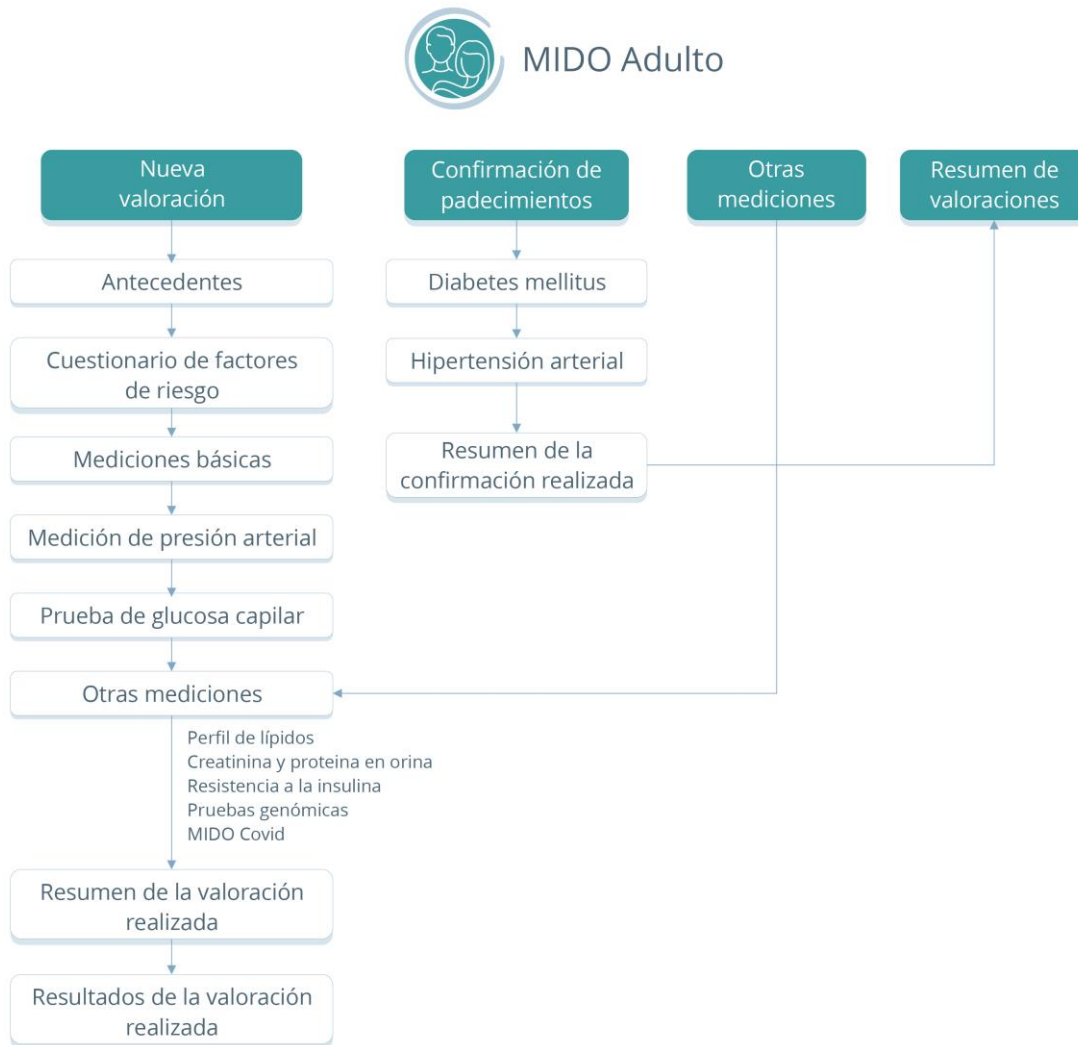 MIDO Adulto
Nueva
valoración
Confirmación de
padecimientos
Otras
mediciones
Resumen de
valoraciones
Antecedentes
Cuestionario de factores
de riesgo
Mediciones básicas
Medición de presión arterial
Prueba de glucosa capilar
Otras mediciones
Perfil de lípidos
Creatinina y proteina en orina
Resistencia a la insulina
Pruebas genómicas
MIDO Covid
Resumen de la valoración
realizada
Resultados de la valoración
realizada
Diabetes mellitus
Hipertensión arterial
Resumen de la
confirmación realizada